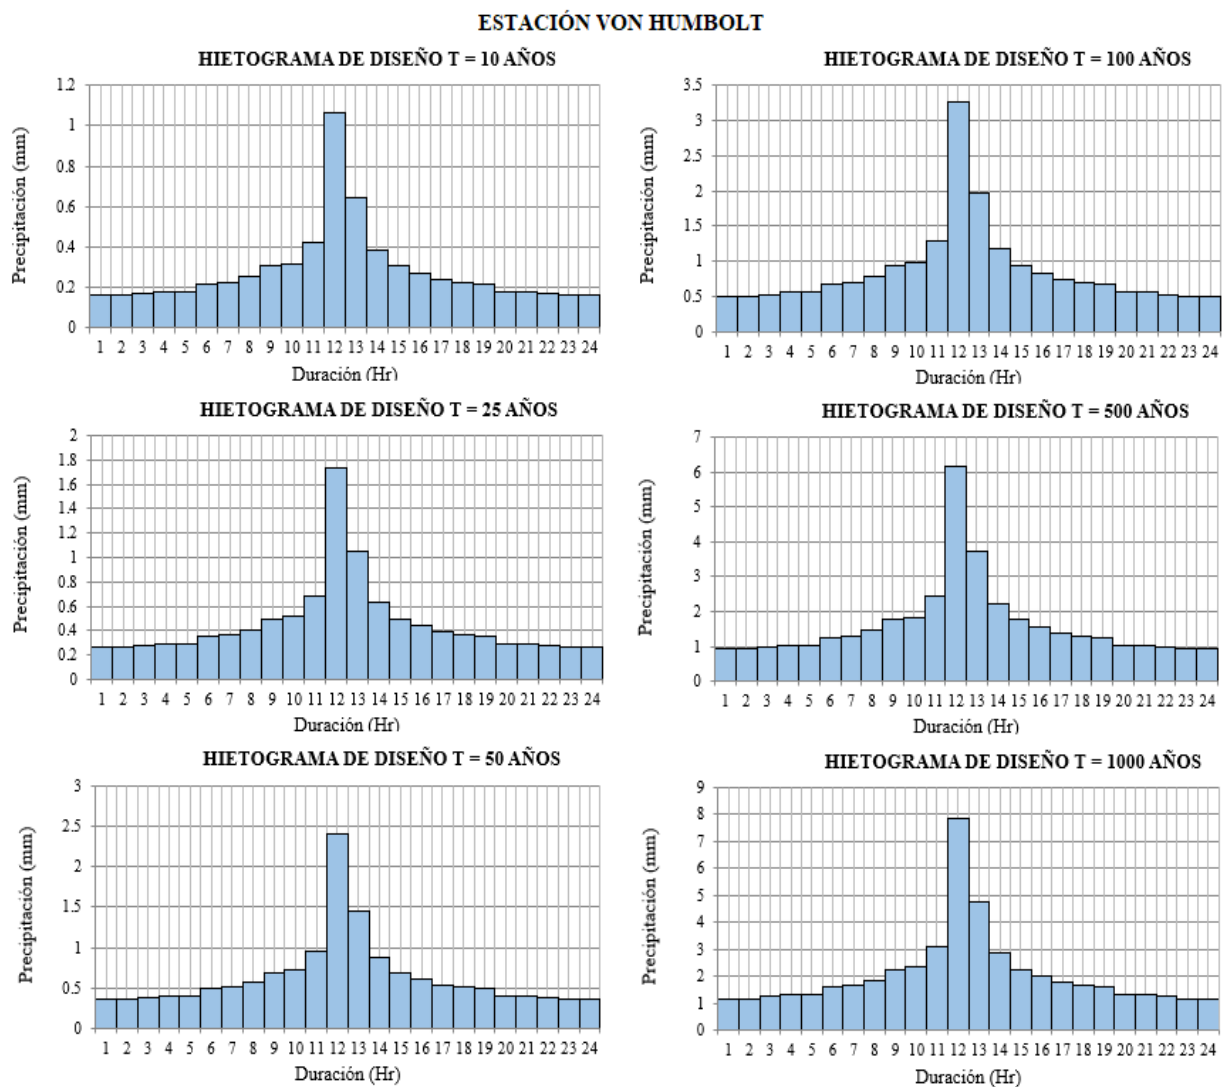 ESTACIÓN VON HUMBOLT
HIETOGRAMA DE DISEÑO T = 10 AÑOS
Precipitación (mm)
1.2
1
0.8
0.6
0.4
0.2
0
1 2 3 4 5 6 7 8 9 10 11 12 13 14 15 16 17 18 19 20 21 22 23 24
Duración (Hr)
HIETOGRAMA DE DISEÑO T = 100 AÑOS
Precipitación (mm)
3.5
3
2.5
2
1.5
1
0.5
0
1 2 3 4 5 6 7 8 9 10 11 12 13 14 15 16 17 18 19 20 21 22 23 24
Duración (Hr)
HIETOGRAMA DE DISEÑO T = 25 AÑOS
Precipitación (mm)
2
1.8
1.6
1.4
1.2
1
0.8
0.6
0.4
0.2
0
1 2 3 4 5 6 7 8 9 10 11 12 13 14 15 16 17 18 19 20 21 22 23 24
Duración (Hr)
HIETOGRAMA DE DISEÑO T = 500 AÑOS
Precipitación (mm)
7
6
5
4
3
2
1
0
1 2 3 4 5 6 7 8 9 10 11 12 13 14 15 16 17 18 19 20 21 22 23 24
Duración (Hr)
HIETOGRAMA DE DISEÑO T = 50 AÑOS
Precipitación (mm)
3
2.5
2
1.5
1
0.5
0
1 2 3 4 5 6 7 8 9 10 11 12 13 14 15 16 17 18 19 20 21 22 23 24
Duración (Hr)
HIETOGRAMA DE DISEÑO T = 1000 AÑOS
Precipitación (mm)
9
8
7
6
5
4
3
2
1
0
1 2 3 4 5 6 7 8 9 10 11 12 13 14 15 16 17 18 19 20 21 22 23 24
Duración (Hr)